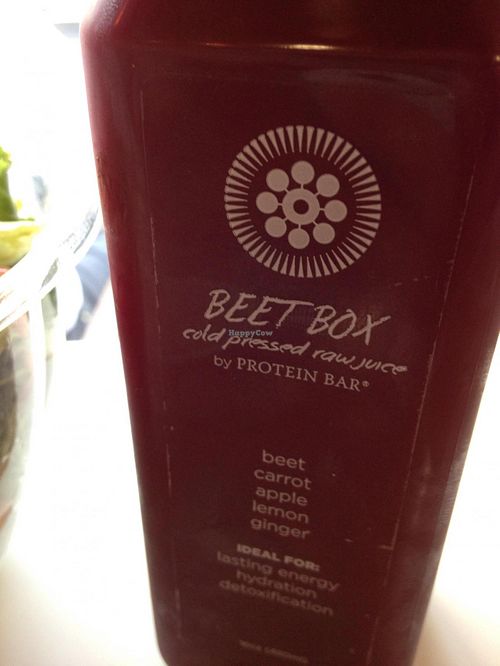 BEET BOX
HappyCow
cold pressed raw juice
by PROTEIN BAR®
beet
carrot
apple
lemon
ginger
IDEAL FOR:
lasting energy
hydration
detoxification